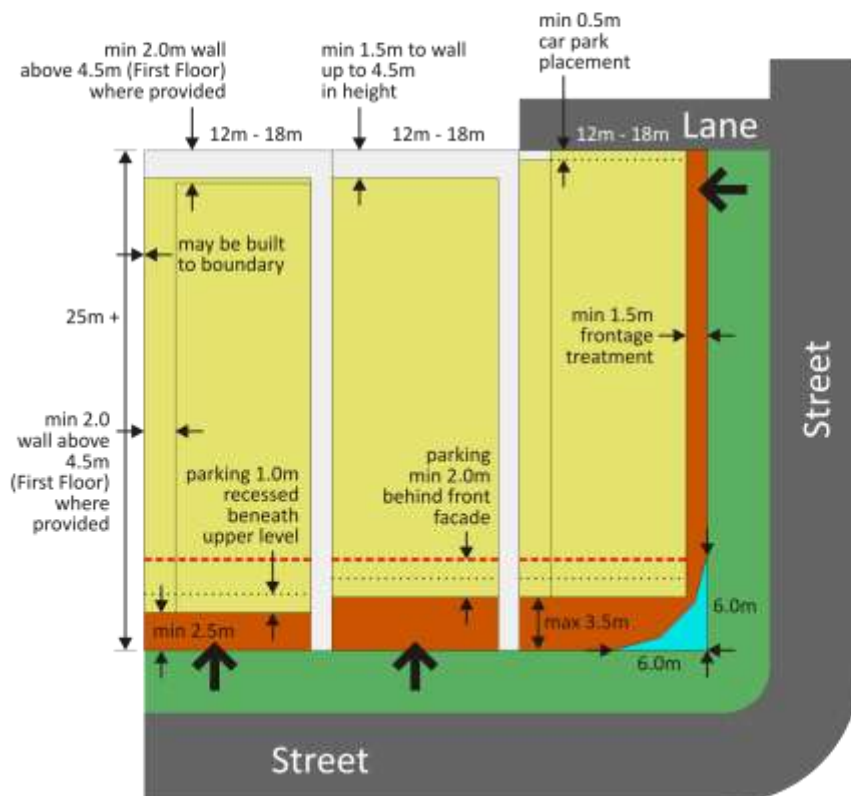 min 2.0m wall
above 4.5m (First Floor)
where provided
min 1.5m to wall
up to 4.5m
in height
min 0.5m
car park
placement
12m - 18m
12m - 18m
12m - 18m
Lane
may be built
to boundary
25m +
min 1.5m
frontage
treatment
Street
min 2.0
wall above
4.5m
(First Floor)
where
provided
parking 1.0m
recessed
beneath
upper level
parking
min 2.0m
behind front
facade
min 2.5m
max 3.5m
6.0m
6.0m
Street